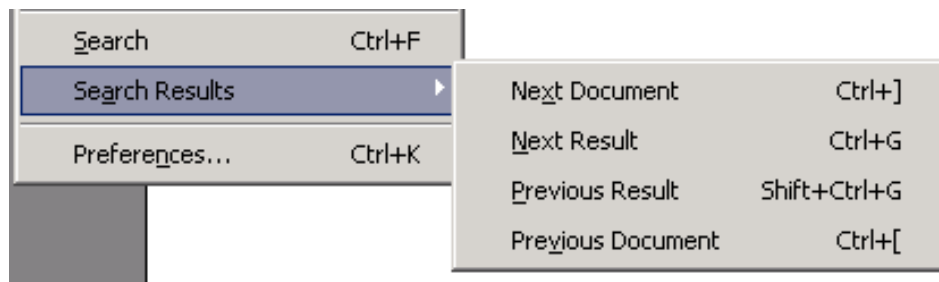 Search Ctrl+F
Search Results
Preferences... Ctrl+K
Next Document Ctrl+]
Next Result Ctrl+G
Previous Result Shift+Ctrl+G
Previous Document Ctrl+[